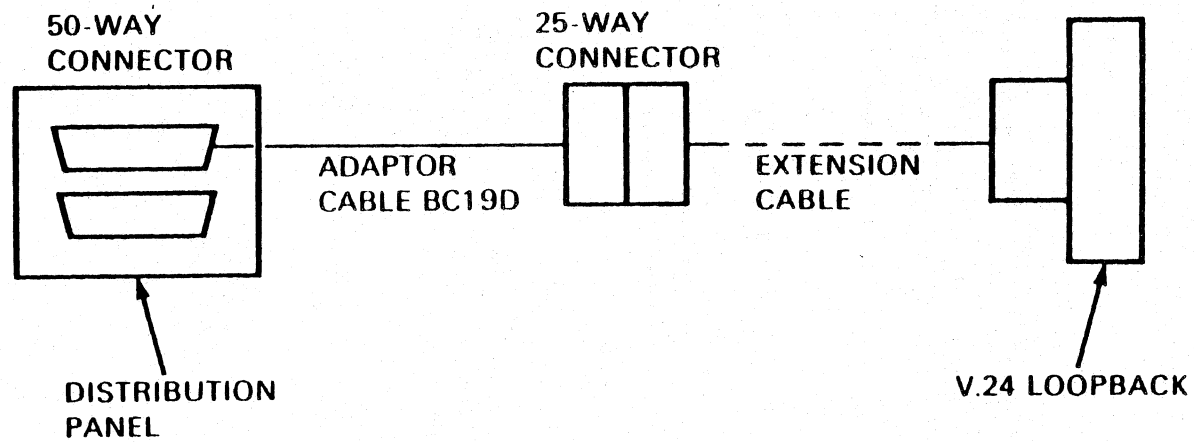 50-WAY
CONNECTOR
25-WAY
CONNECTOR
ADAPTOR
CABLE BC19D
EXTENSION
CABLE
DISTRIBUTION
PANEL
V.24 LOOPBACK